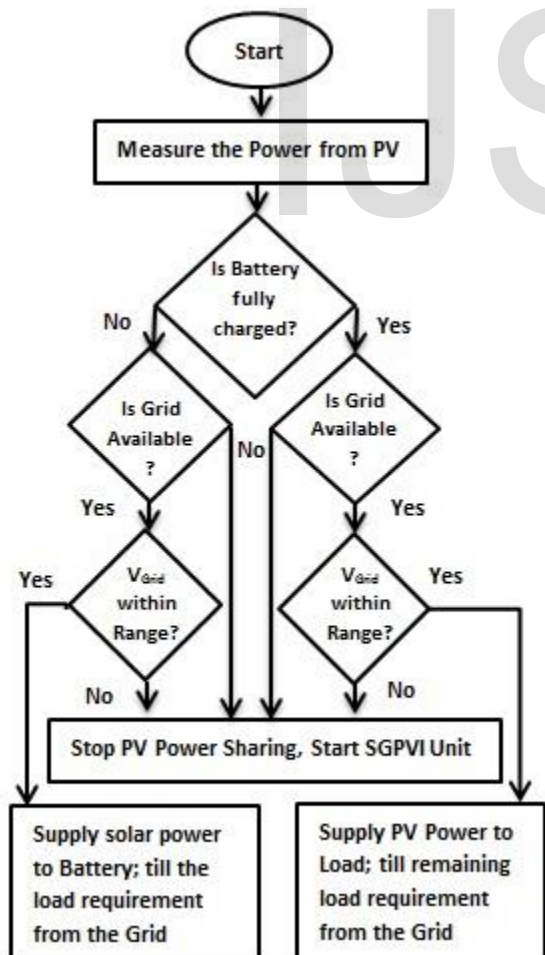 IJS
Start
Measure the Power from PV
Is Battery
fully
charged?
No
Yes
Is Grid
Available
?
No
Is Grid
Available
?
Yes
Yes
Yes
VGrid
within
Range?
VGrid
within
Range?
Yes
No
No
Stop PV Power Sharing, Start SGPVI Unit
Supply solar power
to Battery; till the
load requirement
from the Grid
Supply PV Power to
Load; till remaining
load requirement
from the Grid